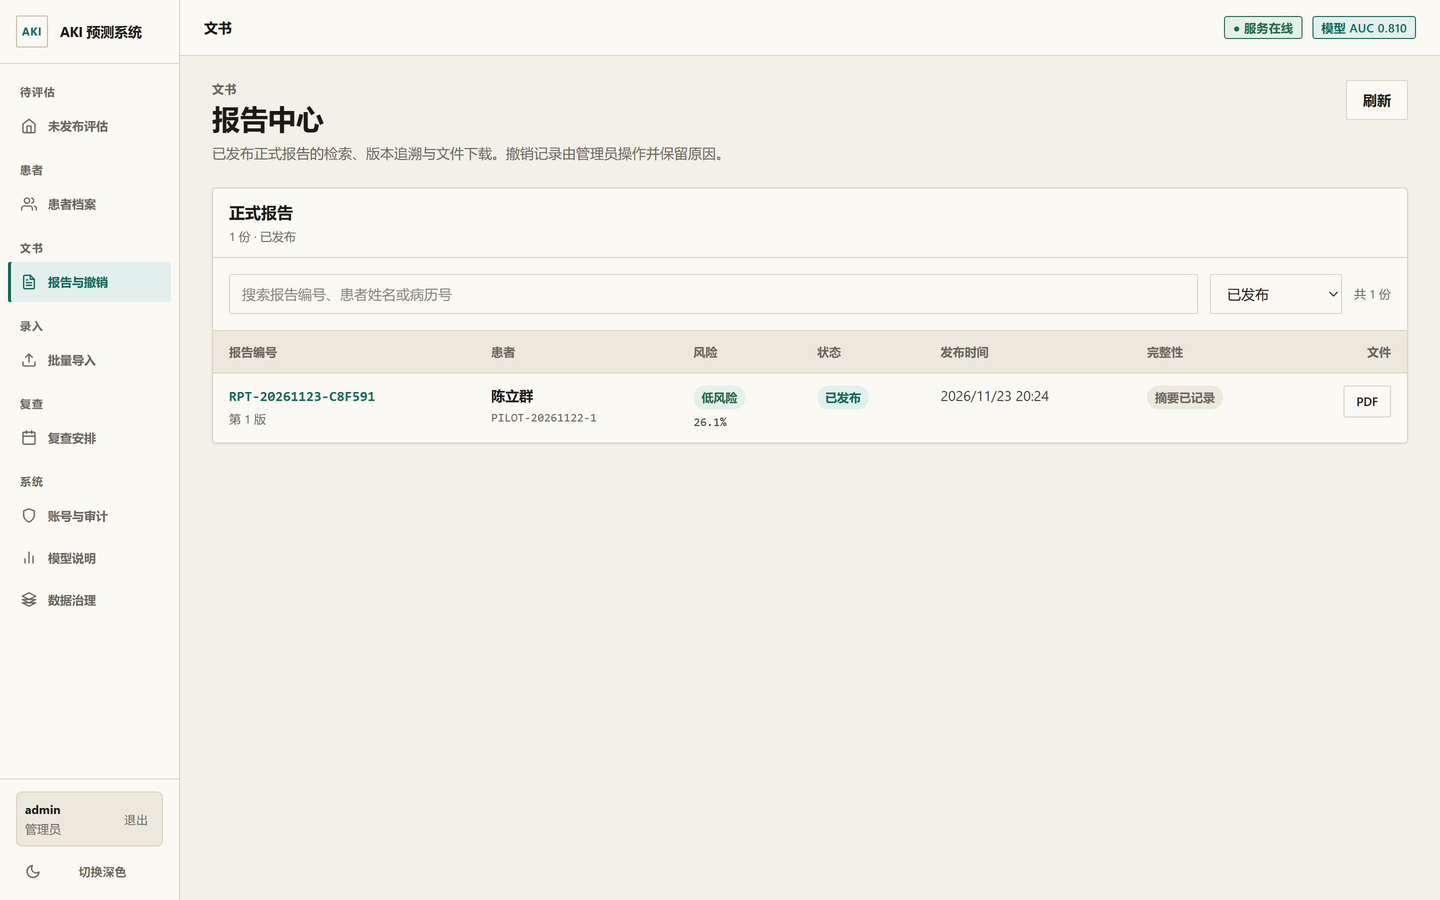 AKI
AKI 预测系统
待评估
未发布评估
患者
患者档案
文书
报告与撤销
录入
批量导入
复查
复查安排
系统
账号与审计
模型说明
数据治理
admin
管理员
退出
切换深色
文书
● 服务在线
模型 AUC 0.810
文书
报告中心
已发布正式报告的检索、版本追溯与文件下载。撤销记录由管理员操作并保留原因。
刷新
正式报告
1 份 · 已发布
搜索报告编号、患者姓名或病历号
已发布
共 1 份
报告编号 患者 风险 状态 发布时间 完整性 文件
RPT-20261123-C8F591 陈立群 低风险 已发布 2026/11/23 20:24 摘要已记录 PDF
第 1 版 PILOT-20261122-1 26.1%